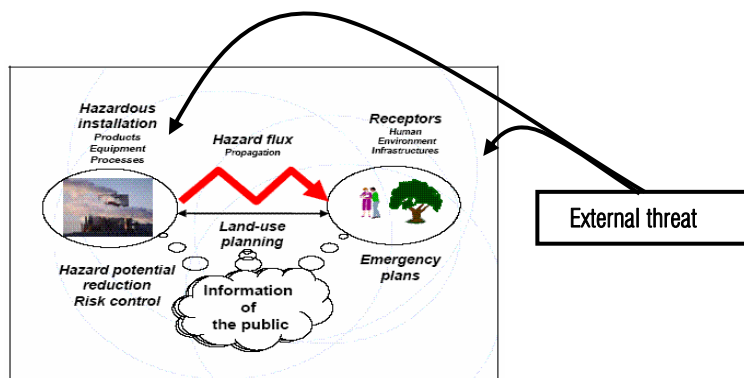 Hazardous
installation
Products
Equipment
Processes
Hazard flux
Propagation
Receptors
Human
Environment
Infrastructures
External threat
Land-use
planning
Hazard potential
reduction
Risk control
Emergency
plans
Information
of
the public